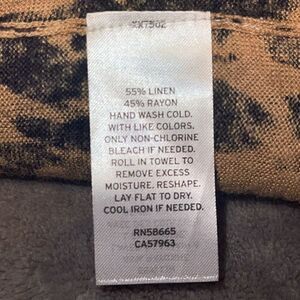 55% LINEN
45% RAYON
HAND WASH COLD.
WITH LIKE COLORS.
ONLY NON-CHLORINE
BLEACH IF NEEDED.
ROLL IN TOWEL TO
REMOVE EXCESS
MOISTURE. RESHAPE.
LAY FLAT TO DRY.
COOL IRON IF NEEDED.
RN58665
CA57963